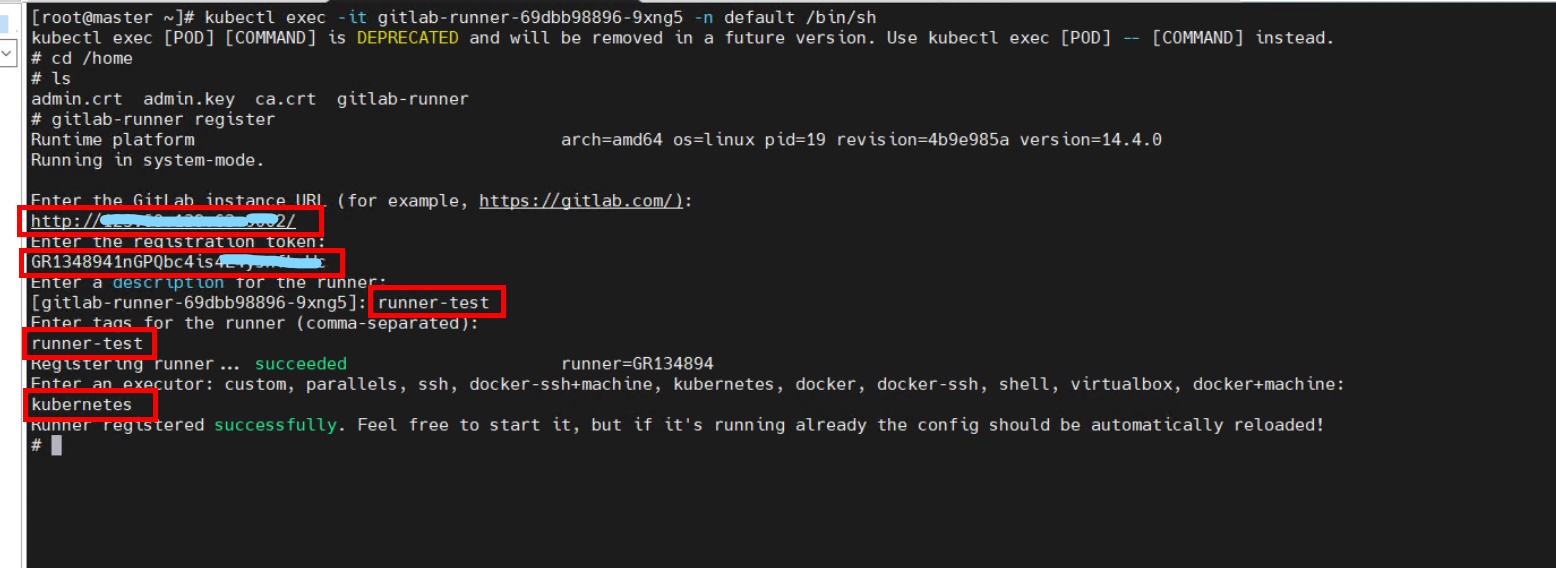 [root@master ~]# kubectl exec -it gitlab-runner-69dbb98896-9xng5 -n default /bin/sh
kubectl exec [POD] [COMMAND] is DEPRECATED and will be removed in a future version. Use kubectl exec [POD] -- [COMMAND] instead.
# cd /home
# ls
admin.crt  admin.key  ca.crt  gitlab-runner
# gitlab-runner register
Runtime platform                                    arch=amd64 os=linux pid=19 revision=4b9e985a version=14.4.0
Running in system-mode.
Enter the GitLab instance URL (for example, https://gitlab.com/):
http://
Enter the registration token:
Enter a description for the runner:
[gitlab-runner-69dbb98896-9xng5]: runner-test
Enter tags for the runner (comma-separated):
runner-test
Registering runner... succeeded                     runner=GR134894
Enter an executor: custom, parallels, ssh, docker-ssh+machine, kubernetes, docker, docker-ssh, shell, virtualbox, docker+machine:
kubernetes
Runner registered successfully. Feel free to start it, but if it's running already the config should be automatically reloaded!
#